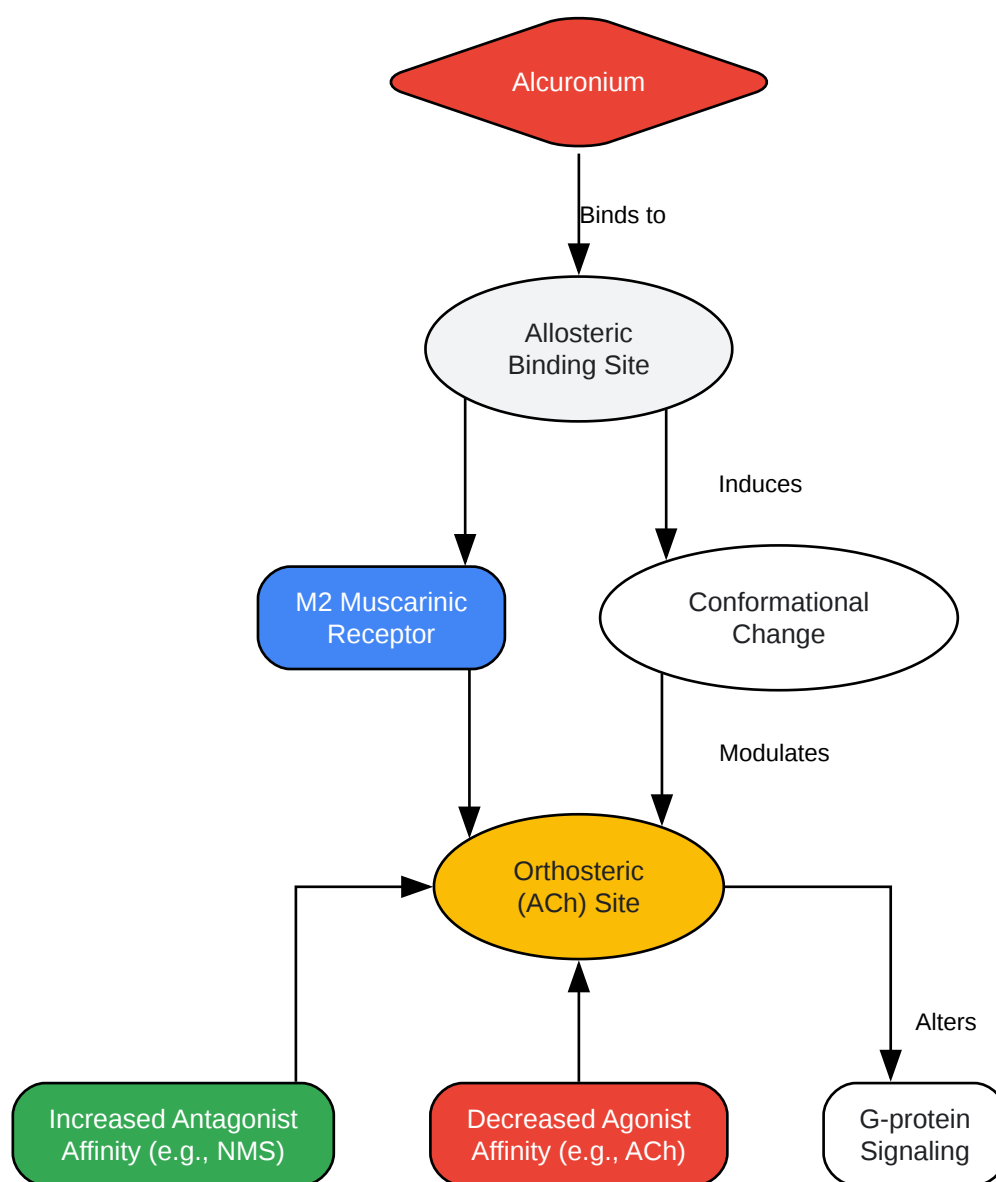 Alcuronium
Binds to
Allosteric
Binding Site
Induces
M2 Muscarinic
Receptor
Conformational
Change
Modulates
Orthosteric
(ACh) Site
Alters
Increased Antagonist
Affinity (e.g., NMS)
Decreased Agonist
Affinity (e.g., ACh)
G-protein
Signaling